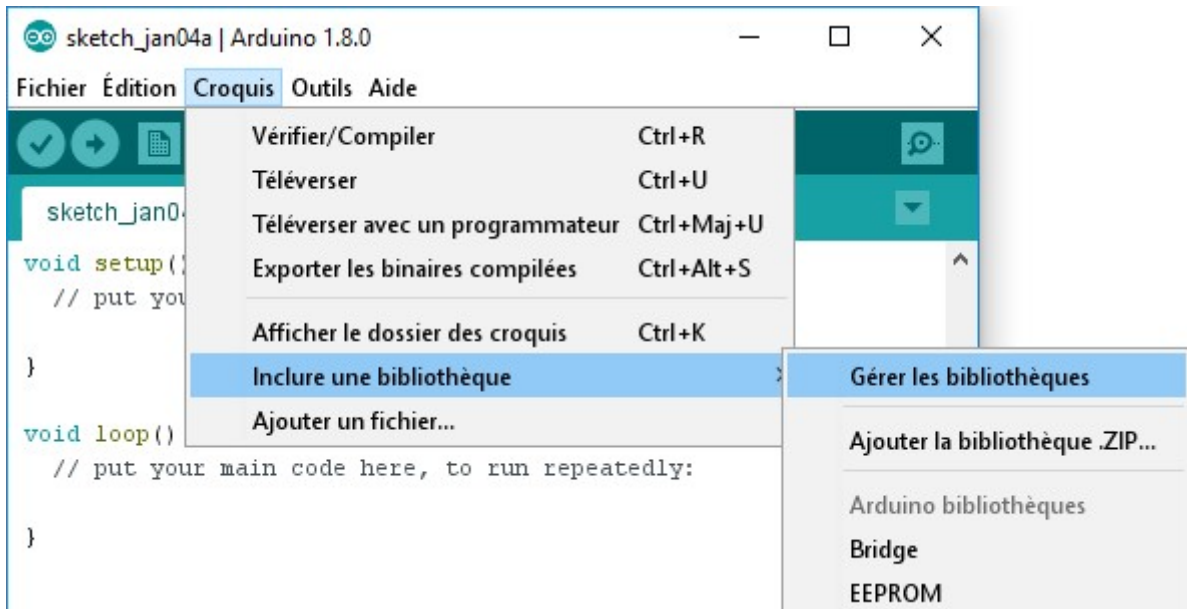 sketch_jan04a | Arduino 1.8.0
Fichier Édition Croquis Outils Aide
Vérifier/Compiler Ctrl+R
Téléverser Ctrl+U
Téléverser avec un programmateur Ctrl+Maj+U
Exporter les binaires compilées Ctrl+Alt+S
Afficher le dossier des croquis Ctrl+K
Inclure une bibliothèque
Ajouter un fichier...
Gérer les bibliothèques
Ajouter la bibliothèque .ZIP...
Arduino bibliothèques
Bridge
EEPROM
sketch_jan0
void setup()
// put you
}
void loop()
// put your main code here, to run repeatedly:
}